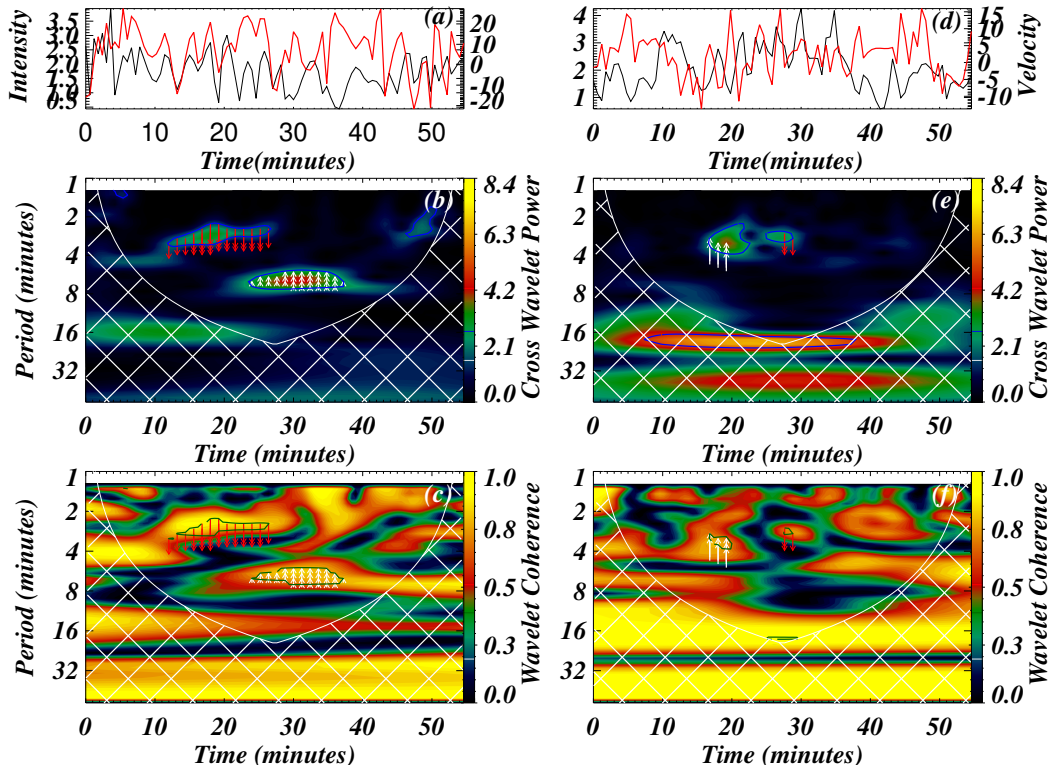 (a)
Intensity
3.5
3.0
2.5
2.0
1.5
1.0
0.5
20
10
0
-10
-20
0 10 20 30 40 50
Time(minutes)
(d)
4
3
2
1
15
10
5
0
-5
-10
Velocity
0 10 20 30 40 50
Time(minutes)
(b)
Period (minutes)
1
2
4
8
16
32
0 10 20 30 40 50
Time (minutes)
8.4
6.3
4.2
2.1
0.0
Cross Wavelet Power
(e)
1
2
4
8
16
32
0 10 20 30 40 50
Time (minutes)
8.4
6.3
4.2
2.1
0.0
Cross Wavelet Power
(c)
Period (minutes)
1
2
4
8
16
32
0 10 20 30 40 50
Time (minutes)
1.0
0.8
0.5
0.3
0.0
Wavelet Coherence
(f)
1
2
4
8
16
32
0 10 20 30 40 50
Time (minutes)
1.0
0.8
0.5
0.3
0.0
Wavelet Coherence